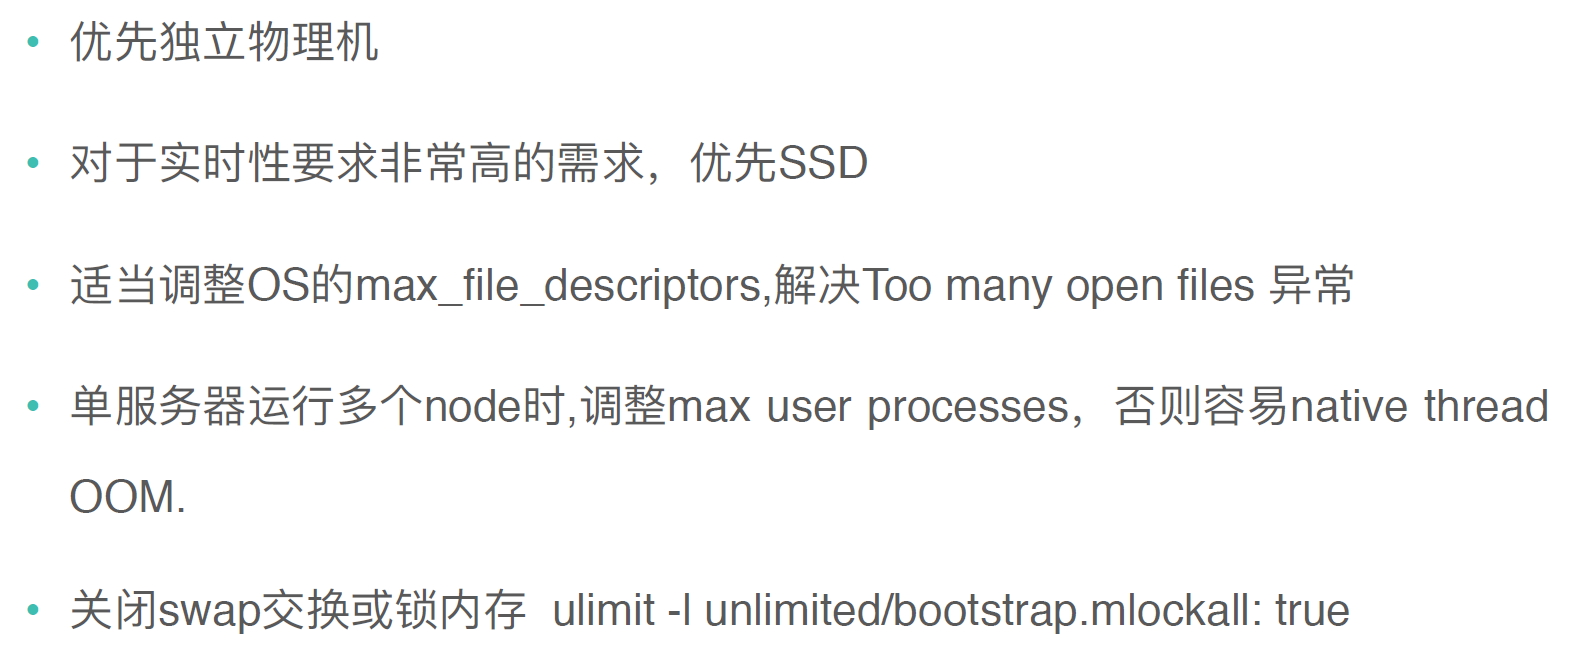 • 优先独立物理机
• 对于实时性要求非常高的需求，优先SSD
• 适当调整OS的max_file_descriptors,解决Too many open files 异常
• 单服务器运行多个node时,调整max user processes，否则容易native thread
OOM.
• 关闭swap交换或锁内存  ulimit -l unlimited/bootstrap.mlockall: true